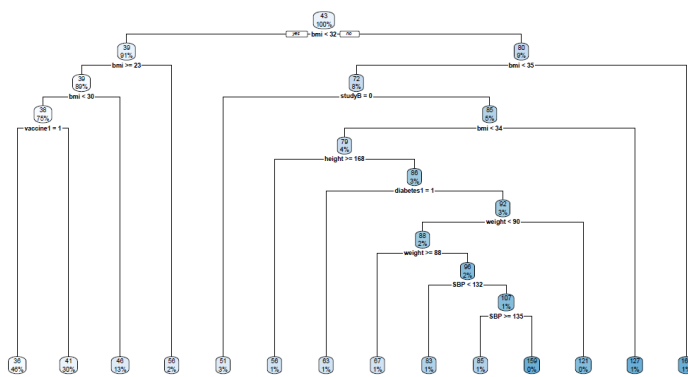 43
100%
yes bmi < 32 no
39
91%
bmi >= 23
80
9%
bmi < 35
39
89%
bmi < 30
72
8%
studyB = 0
38
75%
vaccine1 = 1
85
5%
bmi < 34
79
4%
height >= 168
86
3%
diabetes1 = 1
92
3%
weight < 90
88
2%
weight >= 88
96
2%
SBP < 132
107
1%
SBP >= 135
36 41 46 56 51 56 63 67 83 85 159 121 127
46% 30% 13% 2% 3% 1% 1% 1% 1% 1% 0% 0% 1%